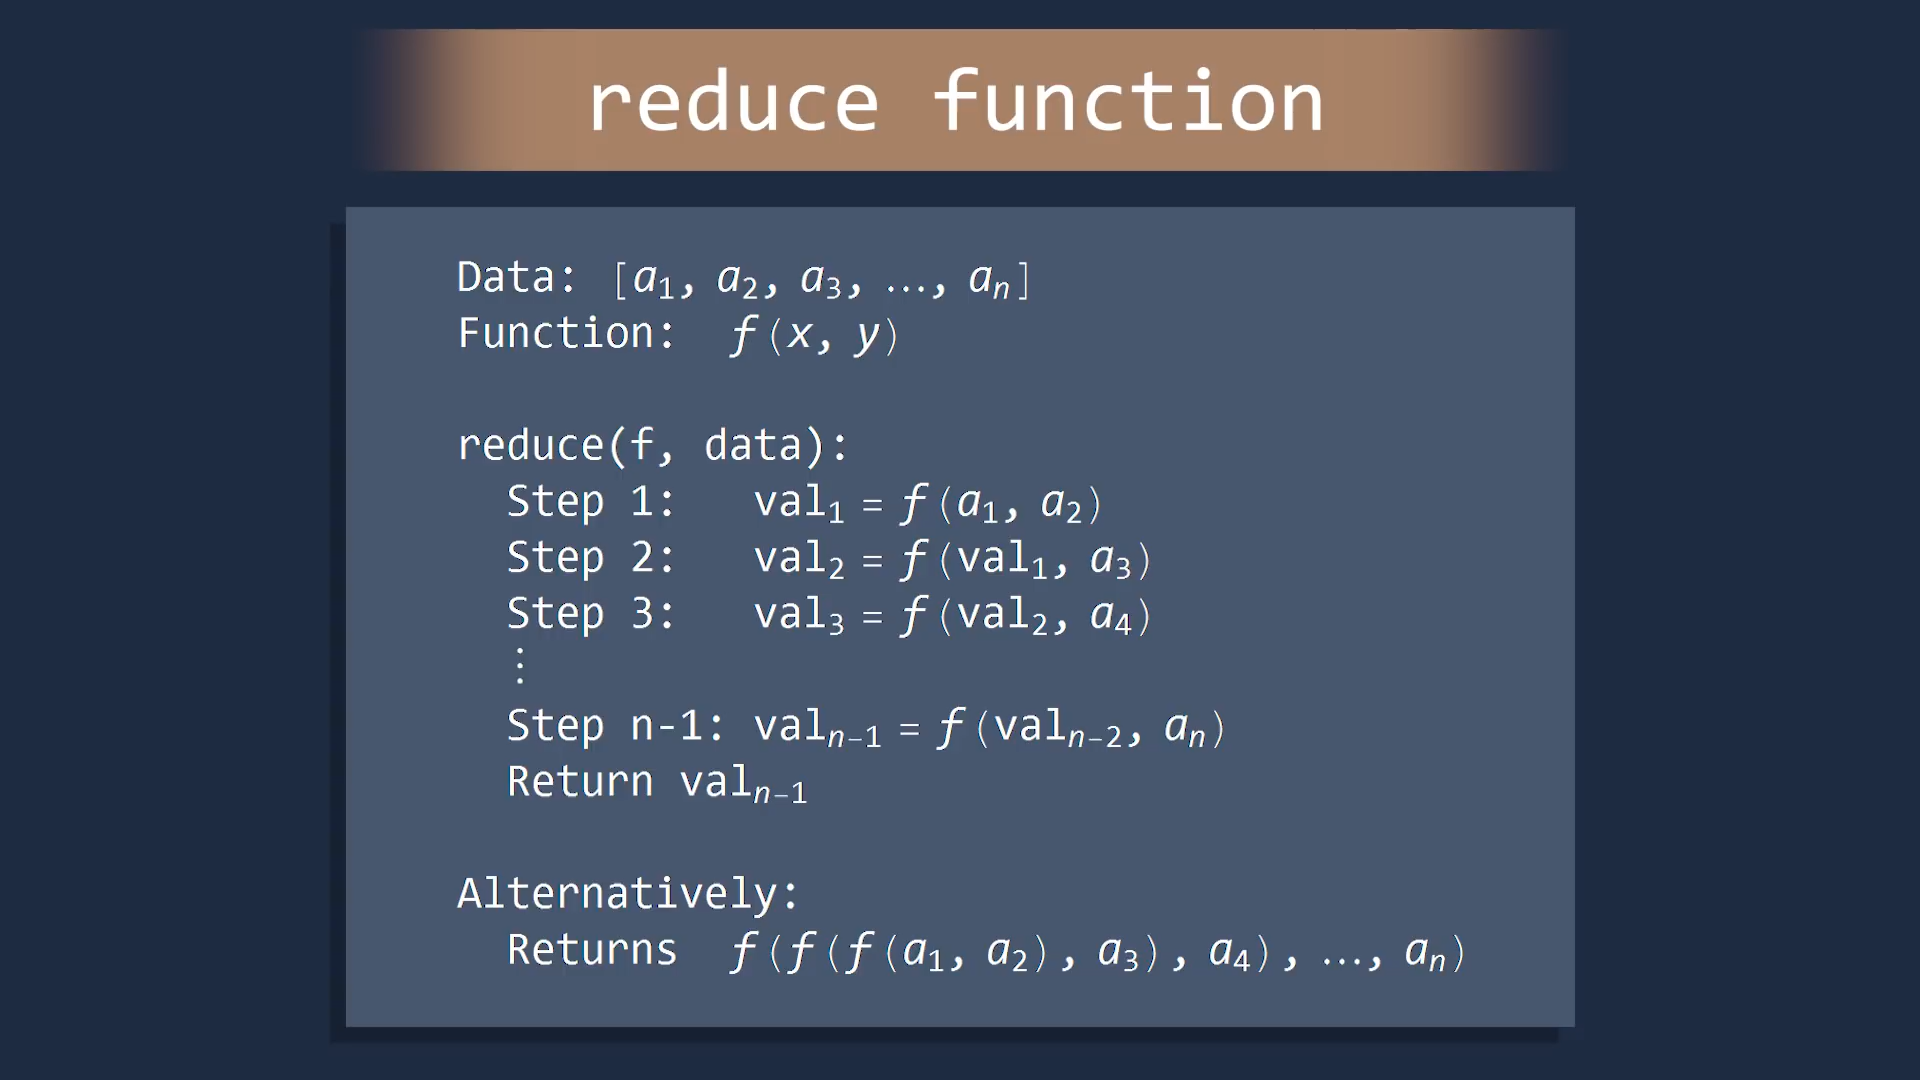 reduce function
Data: [a₁, a₂, a₃, …, aₙ]
Function: f(x, y)
reduce(f, data):
Step 1: val₁ = f(a₁, a₂)
Step 2: val₂ = f(val₁, a₃)
Step 3: val₃ = f(val₂, a₄)
⋮
Step n-1: valₙ₋₁ = f(valₙ₋₂, aₙ)
Return valₙ₋₁
Alternatively:
Returns f(f(f(a₁, a₂), a₃), a₄), …, aₙ)